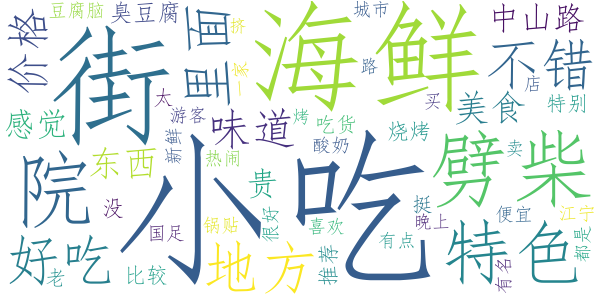 豆腐脑
臭豆腐
价格
街
里面
挤
一家
海鲜
城市
路
中山路
不错
店
买
美食
特别
感觉
太
游客
味道
烤
吃货
烧烤
新鲜
热闹
酸奶
东西
院
小吃
劈柴
卖
没
贵
挺
便宜
江宁
国足
锅贴
很好
喜欢
晚上
特色
都是
好吃
老
比较
地方
推荐
有点
有名